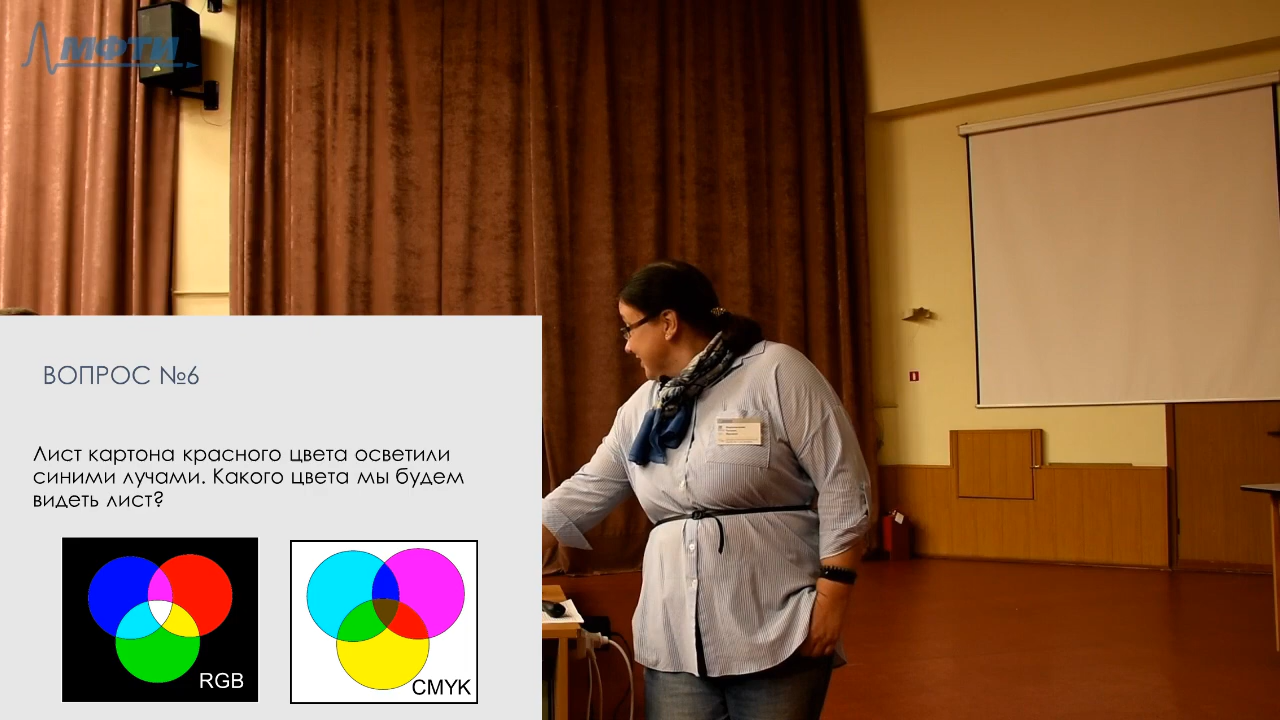 МФТИ
ВОПРОС №6
Лист картона красного цвета осветили
синими лучами. Какого цвета мы будем
видеть лист?
RGB
CMYK